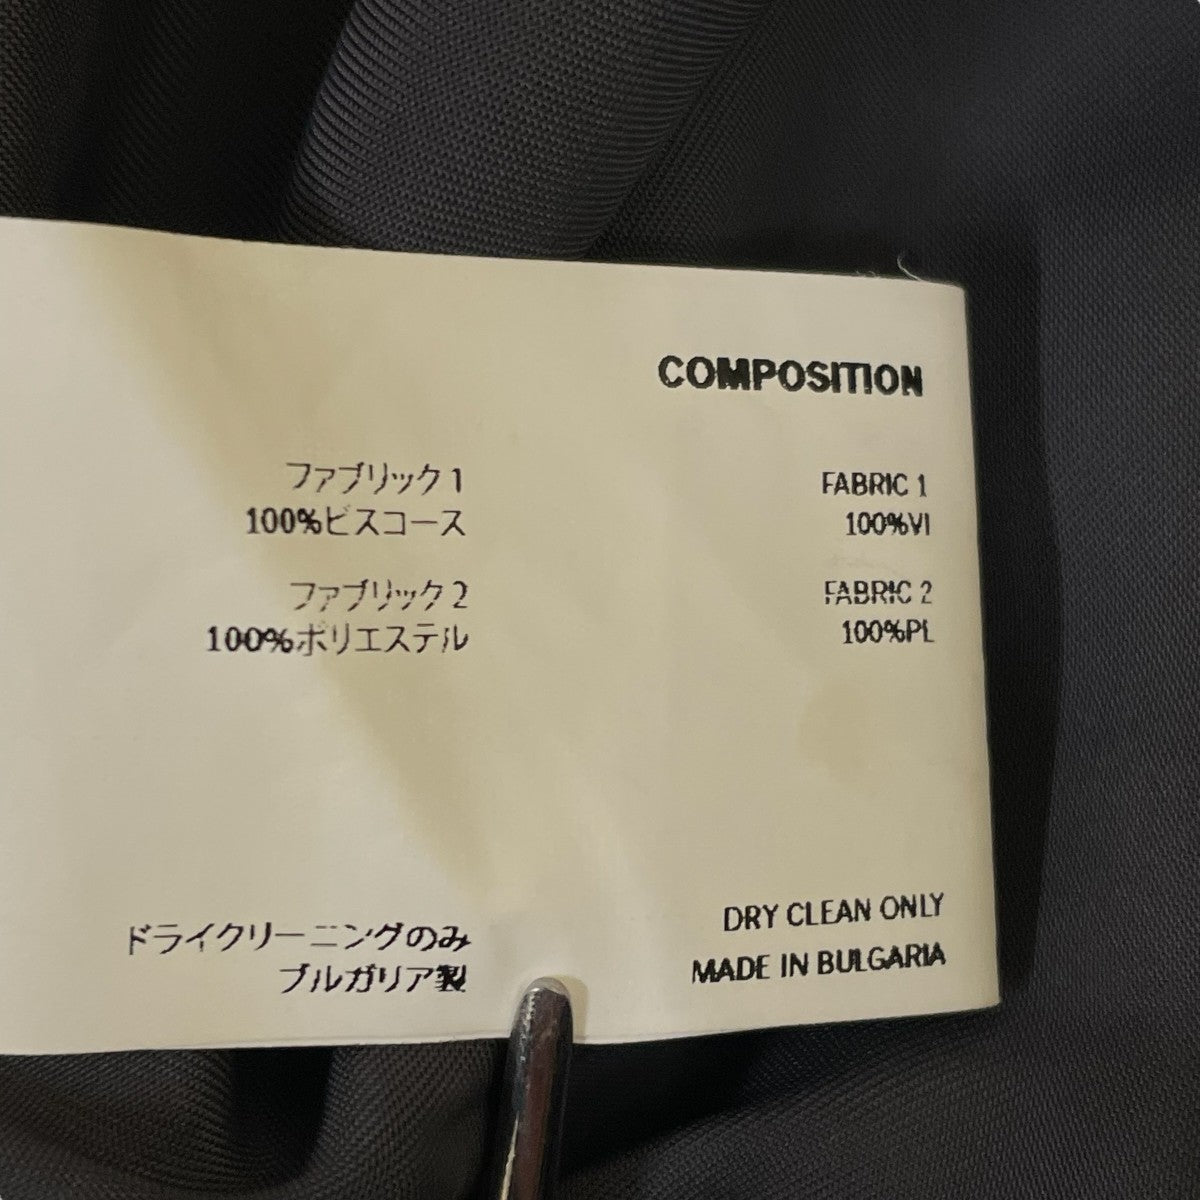 COMPOSITION
ファブリック1
100%ビスコース
ファブリック2
100%ポリエステル
ドライクリーニングのみ
ブルガリア製
FABRIC 1
100%VI
FABRIC 2
100%PL
DRY CLEAN ONLY
MADE IN BULGARIA